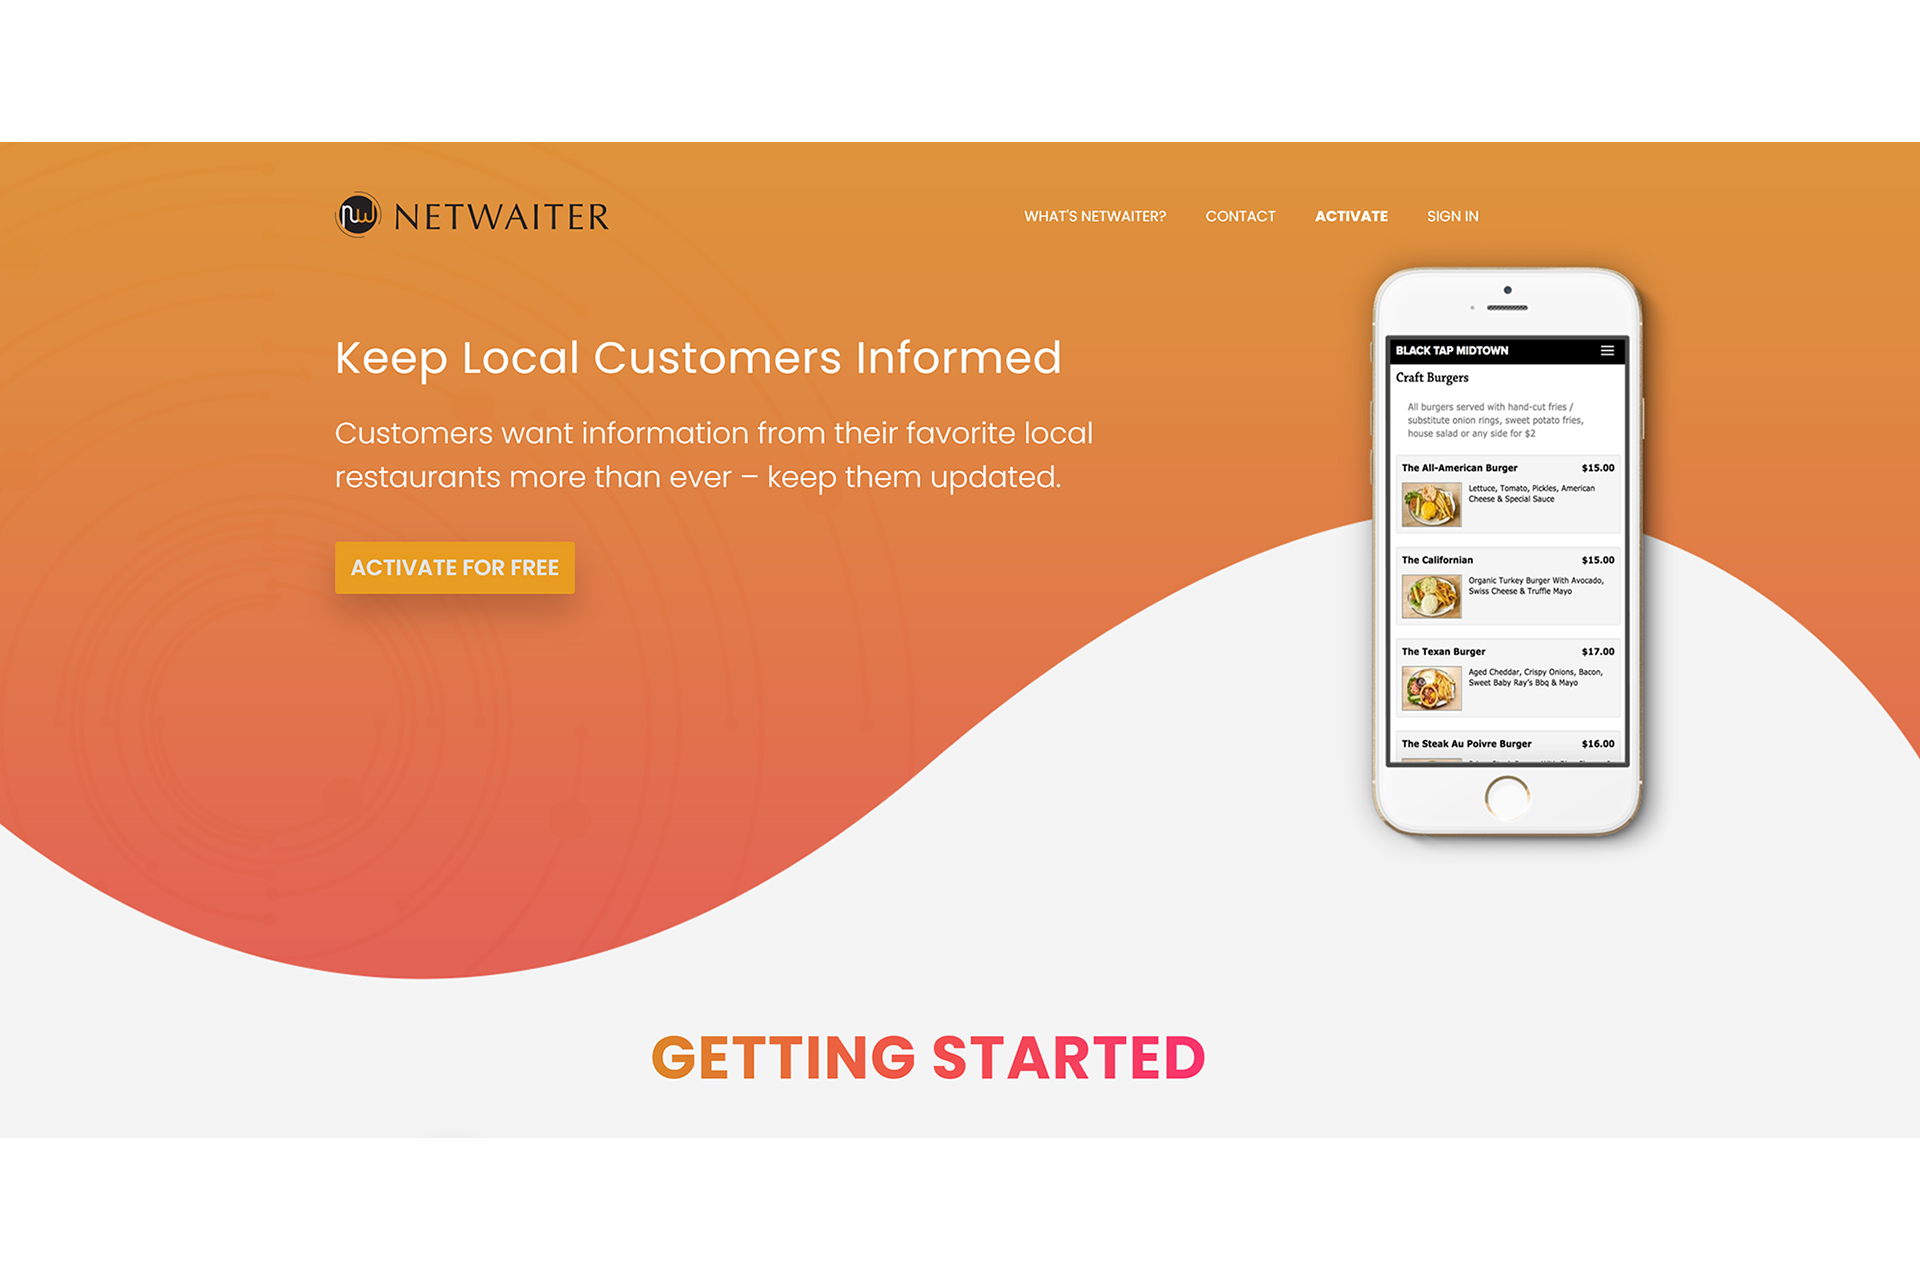 nw NETWAITER
WHAT'S NETWAITER? CONTACT ACTIVATE SIGN IN
Keep Local Customers Informed
Customers want information from their favorite local
restaurants more than ever – keep them updated.
ACTIVATE FOR FREE
BLACK TAP MIDTOWN
Craft Burgers
All burgers served with hand-cut fries /
substitute onion rings, sweet potato fries,
house salad or any side for $2
The All-American Burger $15.00
Lettuce, Tomato, Pickles, American
Cheese & Special Sauce
The Californian $15.00
Organic Turkey Burger With Avocado,
Swiss Cheese & Truffle Mayo
The Texan Burger $17.00
Aged Cheddar, Crispy Onions, Bacon,
Sweet Baby Ray's Bbq & Mayo
The Steak Au Poivre Burger $16.00
GETTING STARTED